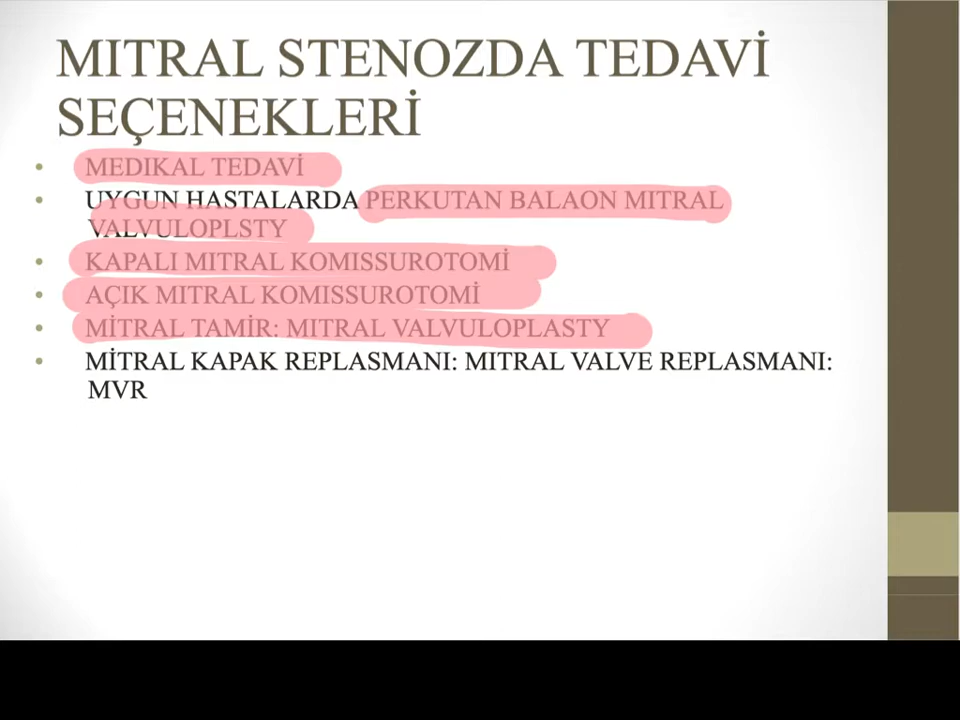 MITRAL STENOZDA TEDAVİ
SEÇENEKLERİ
• MEDIKAL TEDAVİ
• UYGUN HASTALARDA PERKUTAN BALAON MITRAL
VALVULOPLSTY
• KAPALI MITRAL KOMISSUROTOMİ
• AÇIK MITRAL KOMISSUROTOMİ
• MİTRAL TAMİR: MITRAL VALVULOPLASTY
• MİTRAL KAPAK REPLASMANI: MITRAL VALVE REPLASMANI:
MVR